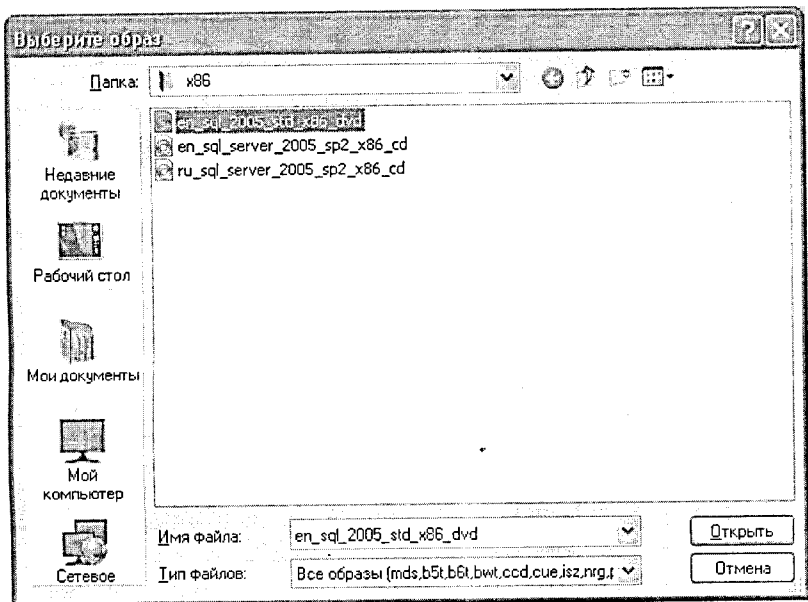 Выберите образ
Папка: x86
en_sql_2005_std_x86_dvd
en_sql_server_2005_sp2_x86_cd
ru_sql_server_2005_sp2_x86_cd
Недавние
документы
Рабочий стол
Мои документы
Мой
компьютер
Сетевое
Имя файла: en_sql_2005_std_x86_dvd Открыть
Тип файлов: Все образы (mds,b5t,b6t,bwt,ccd,cue,isz,nrg, Отмена